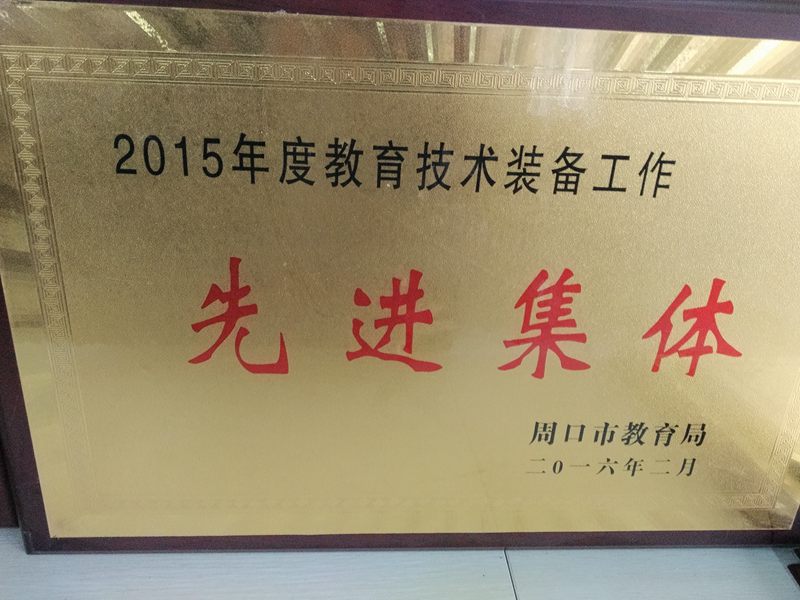 2015年度教育技术装备工作
先进集体
周口市教育局
二0一六年二月